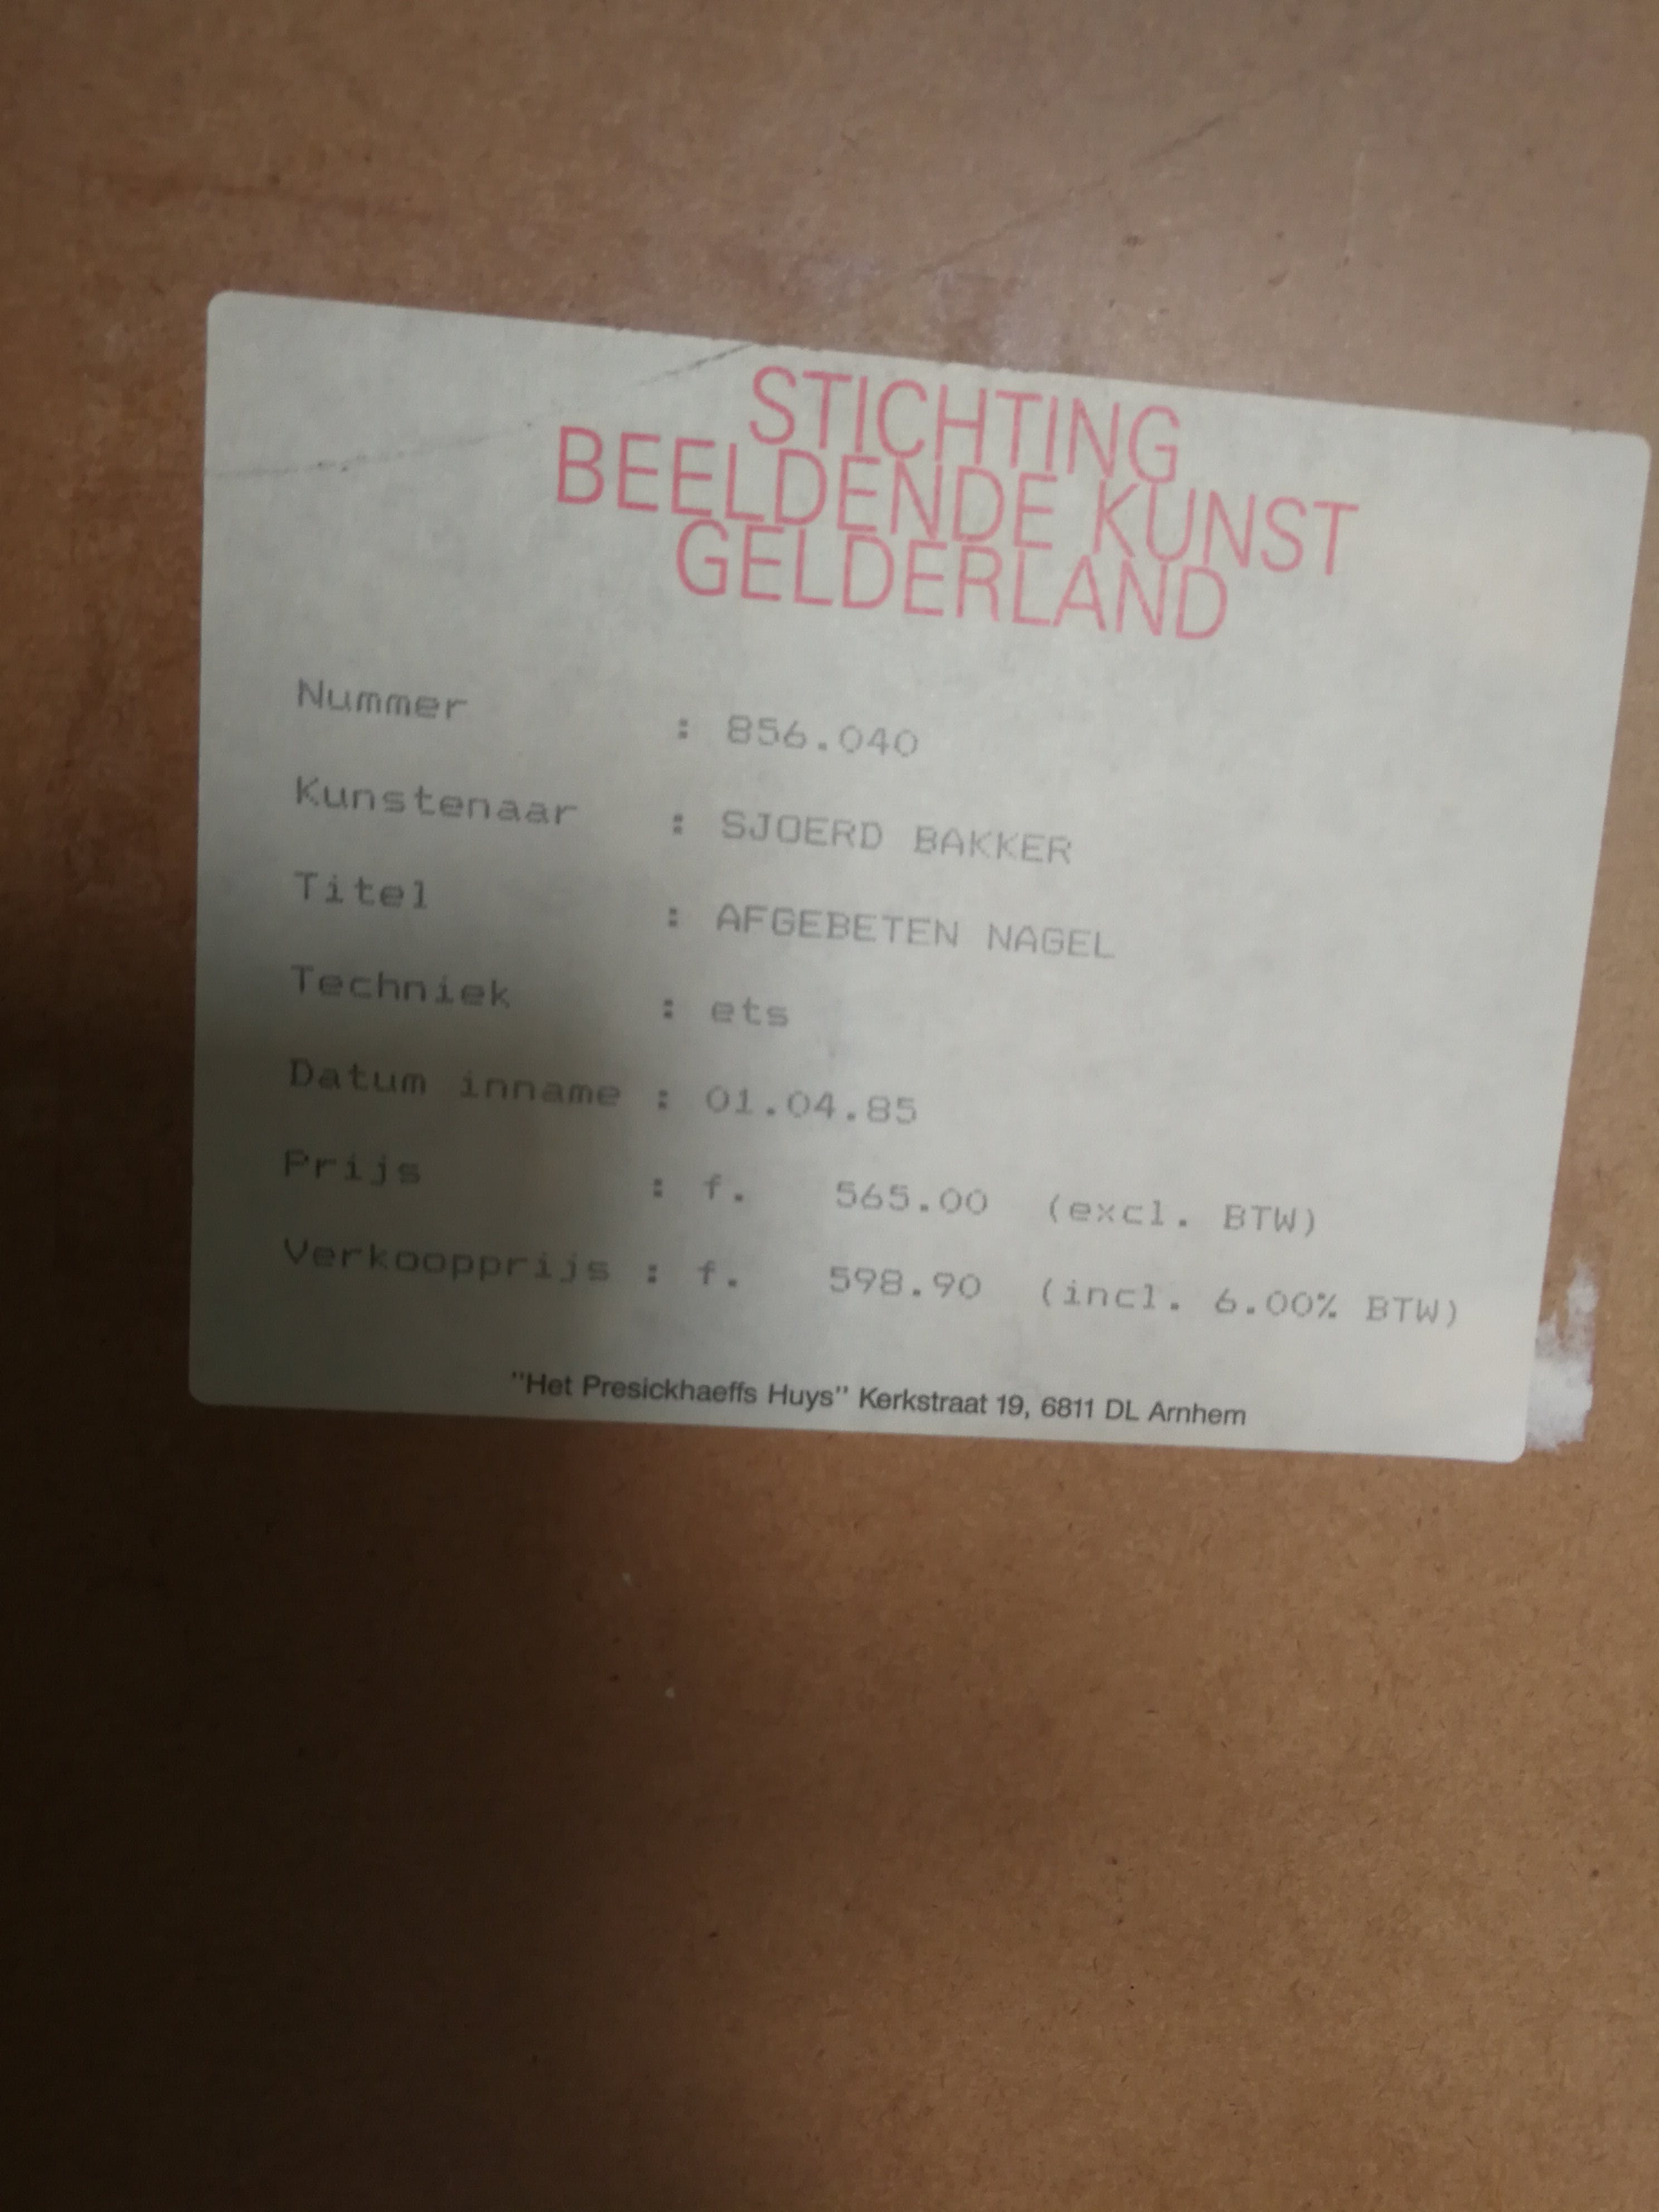 STICHTING
BEELDENDE KUNST
GELDERLAND
Nummer : 856.040
Kunstenaar : SJOERD BAKKER
Titel : AFGEBETEN NAGEL
Techniek : ets
Datum inname : 01.04.85
Prijs : f. 565.00 (excl. BTW)
Verkoopprijs : f. 598.90 (incl. 6.00% BTW)
"Het Presickhaeffs Huys" Kerkstraat 19, 6811 DL Arnhem